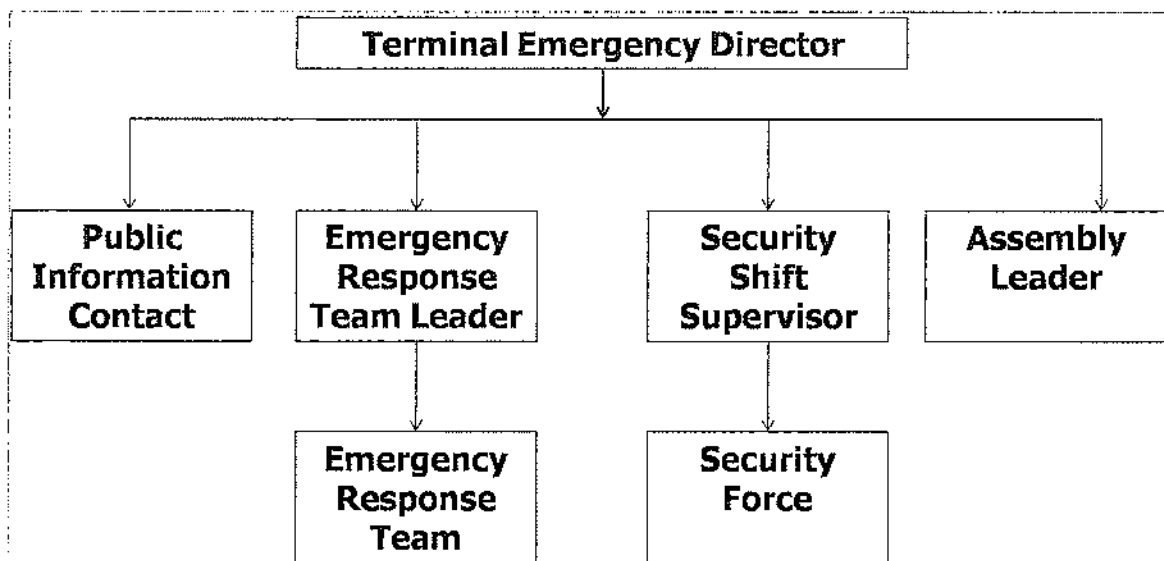 Terminal Emergency Director
Public
Information
Contact
Emergency
Response
Team Leader
Security
Shift
Supervisor
Assembly
Leader
Emergency
Response
Team
Security
Force